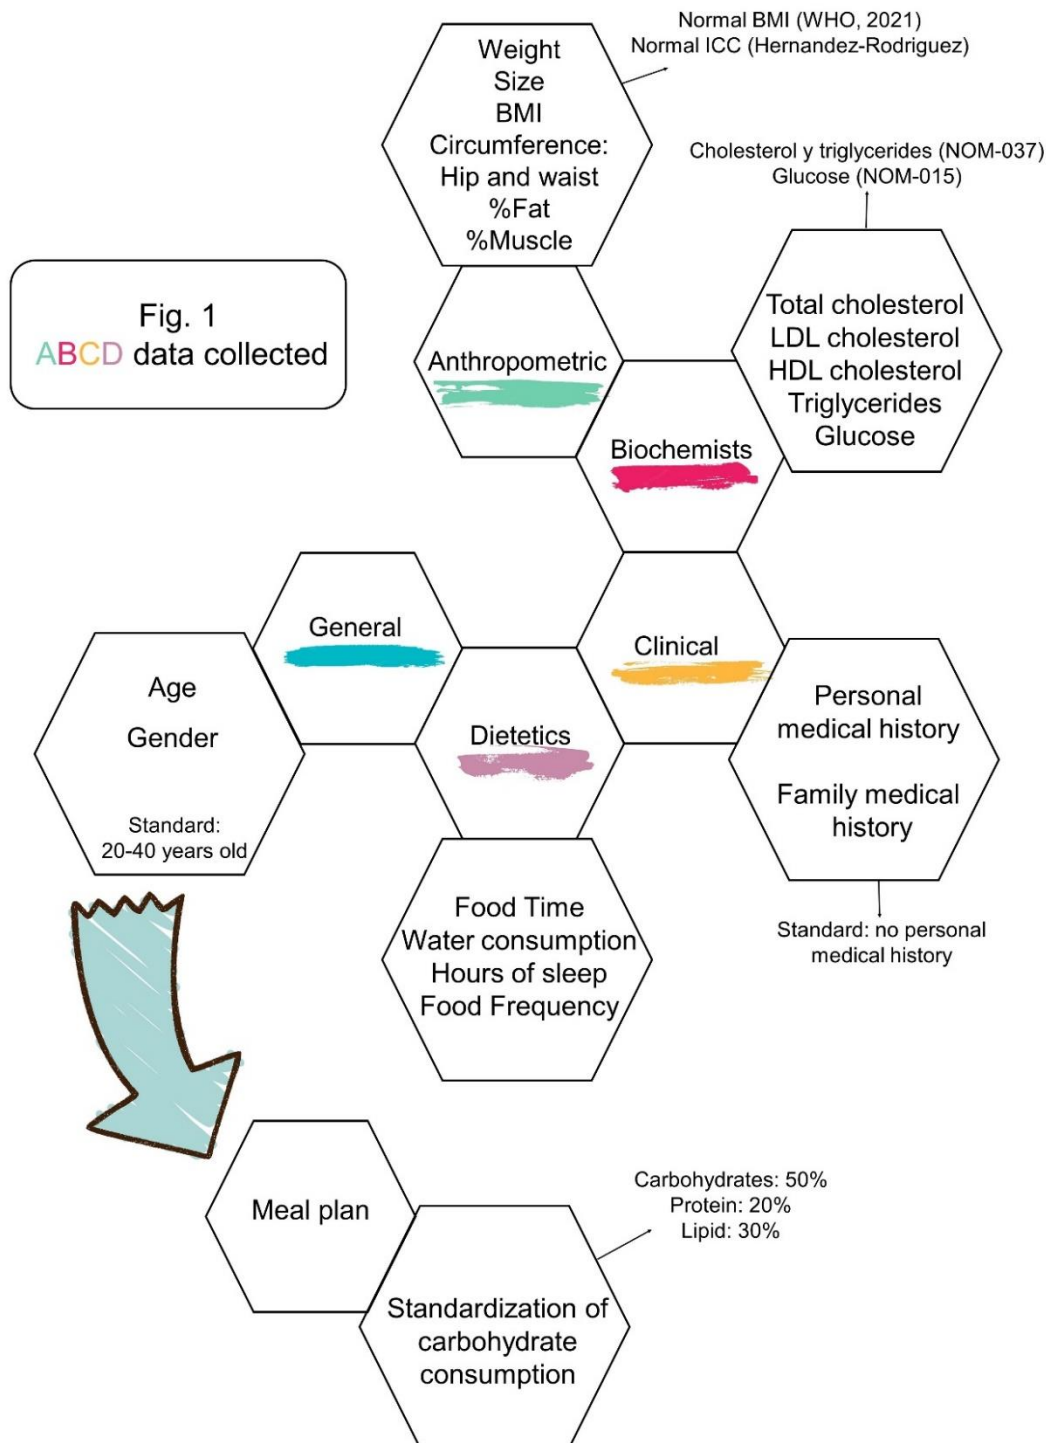 Normal BMI (WHO, 2021)
Normal ICC (Hernandez-Rodriguez)
Weight
Size
BMI
Circumference:
Hip and waist
%Fat
%Muscle
Cholesterol y triglycerides (NOM-037)
Glucose (NOM-015)
Fig. 1
ABCD data collected
Total cholesterol
LDL cholesterol
HDL cholesterol
Triglycerides
Glucose
Anthropometric
Biochemists
General
Clinical
Age
Gender
Standard:
20-40 years old
Dietetics
Personal
medical history
Family medical
history
Food Time
Water consumption
Hours of sleep
Food Frequency
Standard: no personal
medical history
Meal plan
Carbohydrates: 50%
Protein: 20%
Lipid: 30%
Standardization of
carbohydrate
consumption